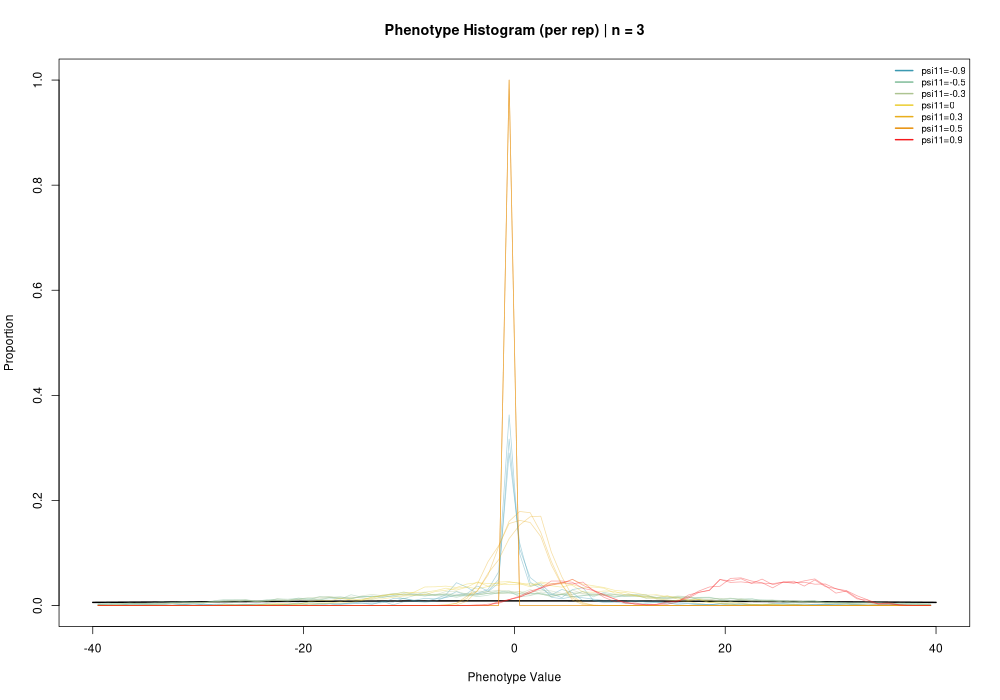 Phenotype Histogram (per rep) | n = 3
psi11=-0.9
psi11=-0.5
psi11=-0.3
psi11=0
psi11=0.3
psi11=0.5
psi11=0.9
Proportion
1.0
0.8
0.6
0.4
0.2
0.0
-40 -20 0 20 40
Phenotype Value